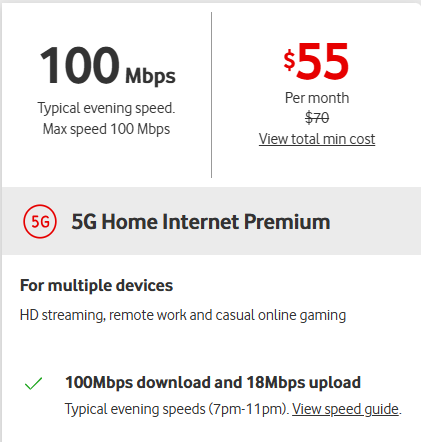 100 Mbps
Typical evening speed.
Max speed 100 Mbps
$55
Per month
$70
View total min cost
5G
5G Home Internet Premium
For multiple devices
HD streaming, remote work and casual online gaming
100Mbps download and 18Mbps upload
Typical evening speeds (7pm-11pm). View speed guide.